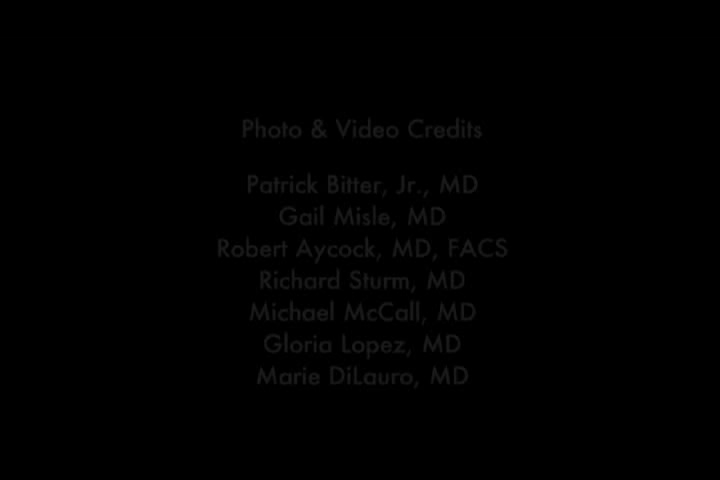 Photo & Video Credits
Patrick Bitter, Jr., MD
Gail Misle, MD
Robert Aycock, MD, FACS
Richard Sturm, MD
Michael McCall, MD
Gloria Lopez, MD
Marie DiLauro, MD